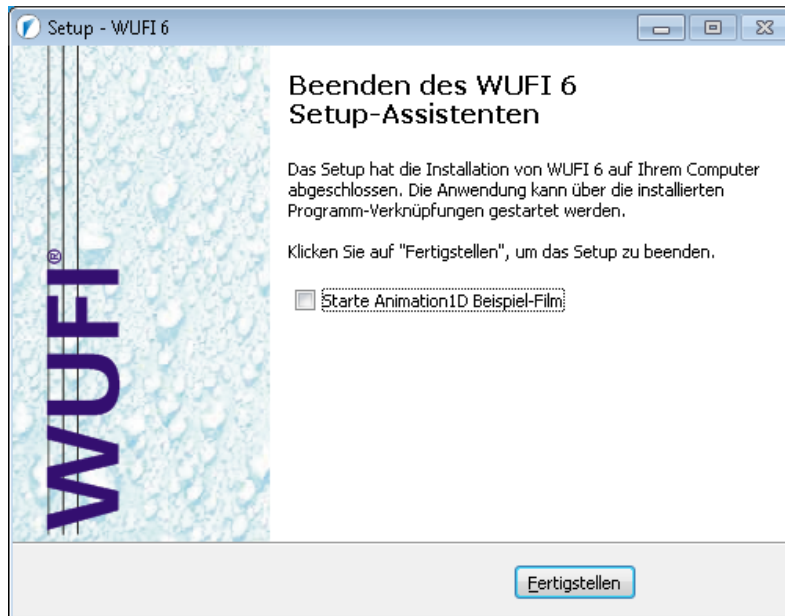 Setup - WUFI 6
Beenden des WUFI 6
Setup-Assistenten
Das Setup hat die Installation von WUFI 6 auf Ihrem Computer
abgeschlossen. Die Anwendung kann über die installierten
Programm-Verknüpfungen gestartet werden.
Klicken Sie auf "Fertigstellen", um das Setup zu beenden.
Starte Animation1D Beispiel-Film
WUFI®
Fertigstellen